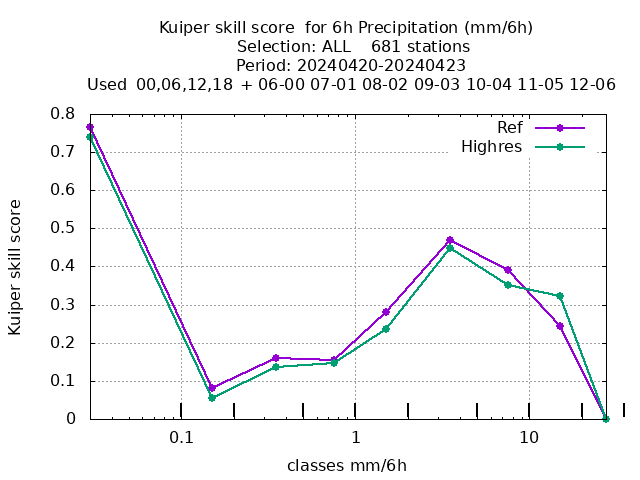 Kuiper skill score  for 6h Precipitation (mm/6h)
Selection: ALL    681 stations
Period: 20240420-20240423
Used  00,06,12,18  + 06-00 07-01 08-02 09-03 10-04 11-05 12-06
Ref
Highres
0.8
0.7
0.6
0.5
0.4
0.3
0.2
0.1
0
Kuiper skill score
0.1 1 10
classes mm/6h